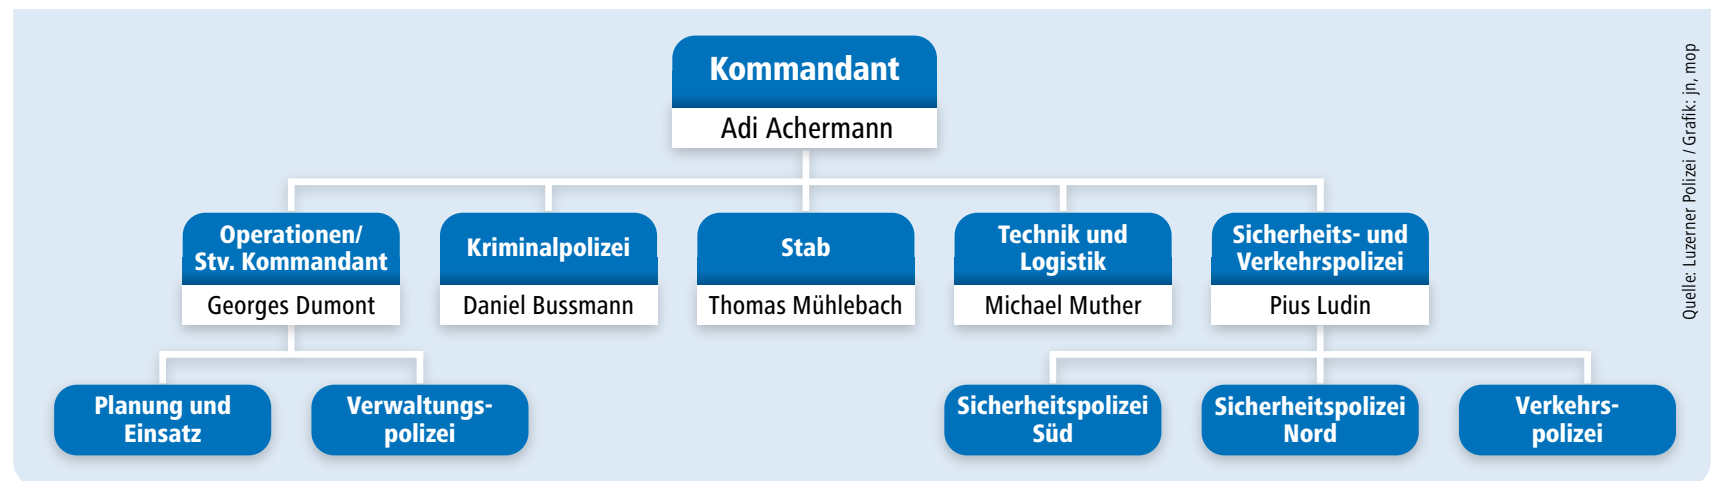 Kommandant
Adi Achermann
Operationen/
Stv. Kommandant
Georges Dumont
Kriminalpolizei
Daniel Bussmann
Stab
Thomas Mühlebach
Technik und
Logistik
Michael Muther
Sicherheits- und
Verkehrspolizei
Pius Ludin
Planung und
Einsatz
Verwaltungs-
polizei
Sicherheitspolizei
Süd
Sicherheitspolizei
Nord
Verkehrs-
polizei
Quelle: Luzerner Polizei / Grafik: jn, mop